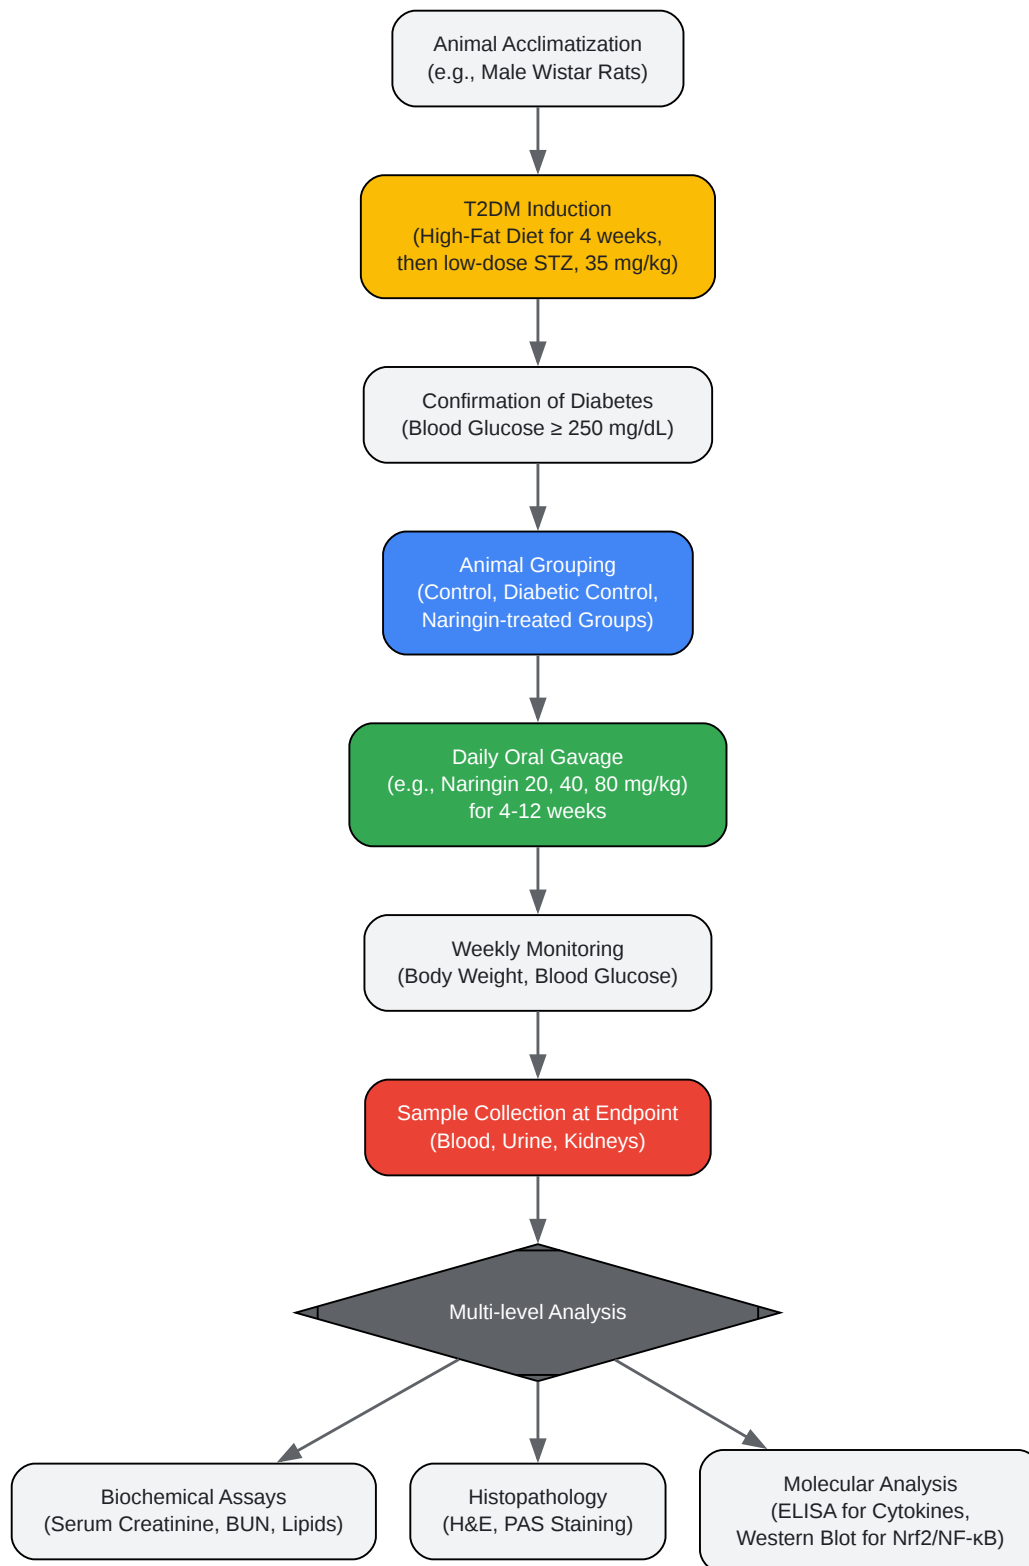 Animal Acclimatization
(e.g., Male Wistar Rats)
T2DM Induction
(High-Fat Diet for 4 weeks,
then low-dose STZ, 35 mg/kg)
Confirmation of Diabetes
(Blood Glucose ≥ 250 mg/dL)
Animal Grouping
(Control, Diabetic Control,
Naringin-treated Groups)
Daily Oral Gavage
(e.g., Naringin 20, 40, 80 mg/kg)
for 4-12 weeks
Weekly Monitoring
(Body Weight, Blood Glucose)
Sample Collection at Endpoint
(Blood, Urine, Kidneys)
Multi-level Analysis
Biochemical Assays
(Serum Creatinine, BUN, Lipids)
Histopathology
(H&E, PAS Staining)
Molecular Analysis
(ELISA for Cytokines,
Western Blot for Nrf2/NF-κB)